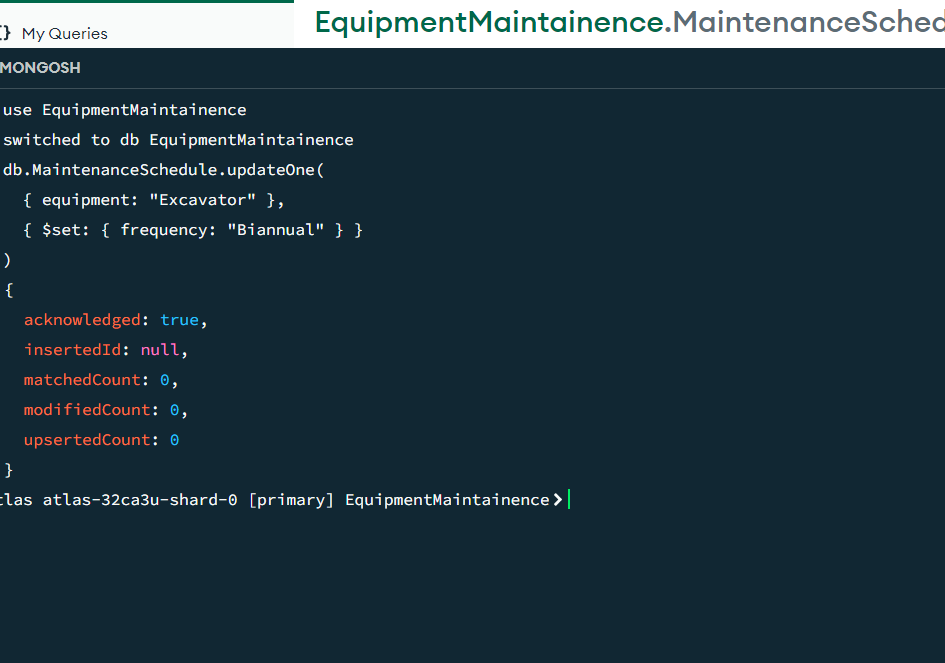 {} My Queries
EquipmentMaintainence.MaintenanceSched
MONGOSH
use EquipmentMaintainence
switched to db EquipmentMaintainence
db.MaintenanceSchedule.updateOne(
{ equipment: "Excavator" },
{ $set: { frequency: "Biannual" } }
)
{
acknowledged: true,
insertedId: null,
matchedCount: 0,
modifiedCount: 0,
upsertedCount: 0
}
tlas atlas-32ca3u-shard-0 [primary] EquipmentMaintainence>